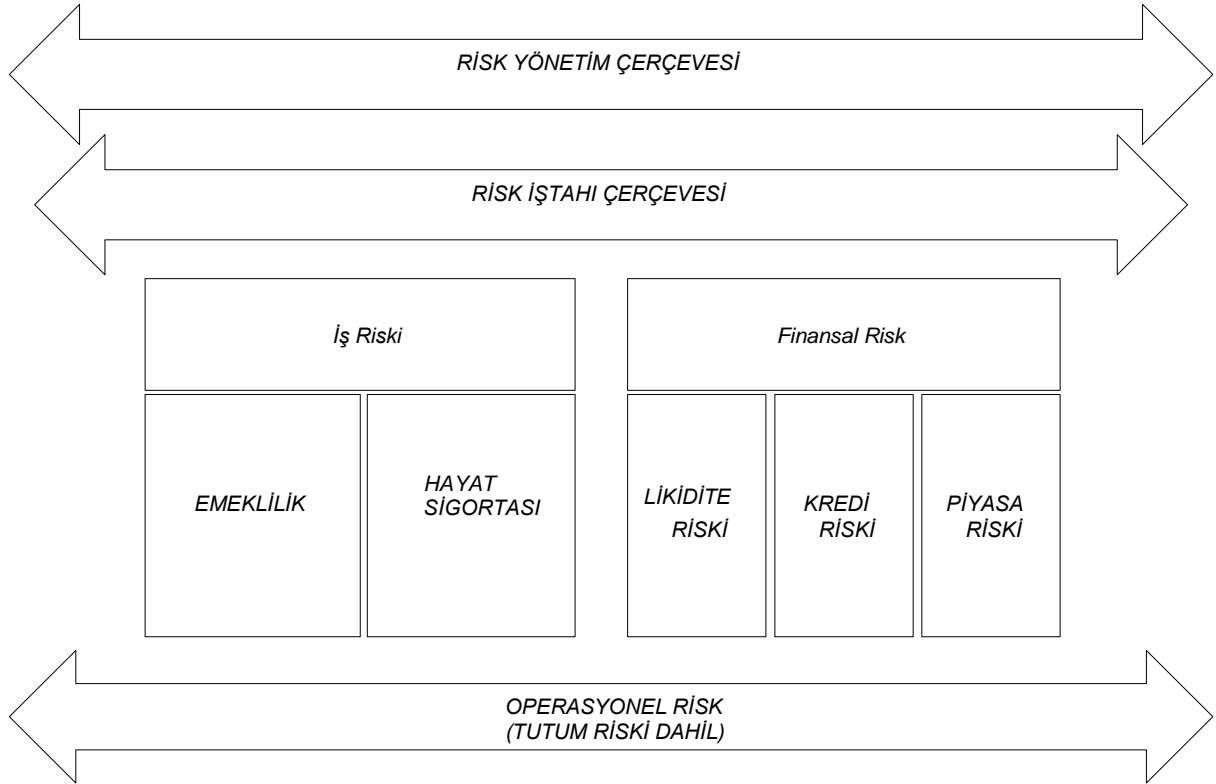 RİSK YÖNETİM ÇERÇEVESİ
RİSK İŞTAHI ÇERÇEVESİ
İş Riski
Finansal Risk
EMEKLİLİK
HAYAT
SİGORTASI
LİKİDİTE
RİSKİ
KREDİ
RİSKİ
PİYASA
RİSKİ
OPERASYONEL RİSK
(TUTUM RİSKİ DAHİL)